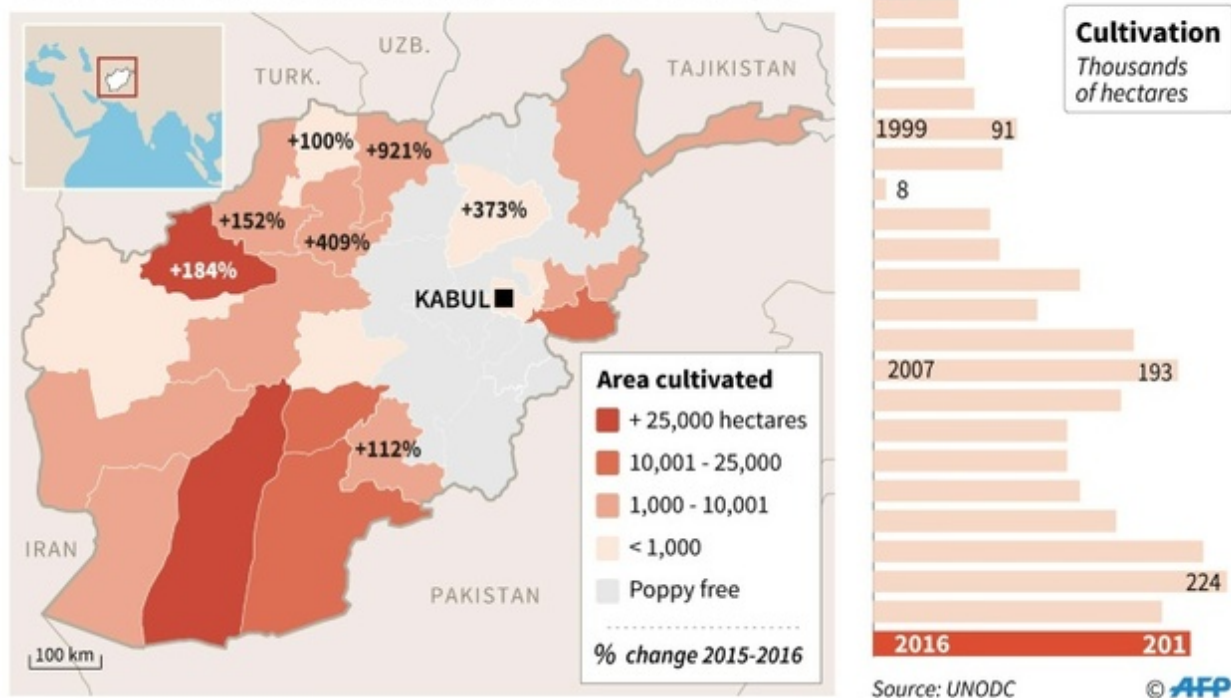 UZB.
TURK.
TAJIKISTAN
+100%
+921%
+373%
+152%
+409%
+184%
KABUL
+112%
IRAN
PAKISTAN
100 km
Area cultivated
+ 25,000 hectares
10,001 - 25,000
1,000 - 10,001
< 1,000
Poppy free
% change 2015-2016
Cultivation
Thousands
of hectares
1999 91
8
2007 193
224
2016 201
Source: UNODC
© AFP